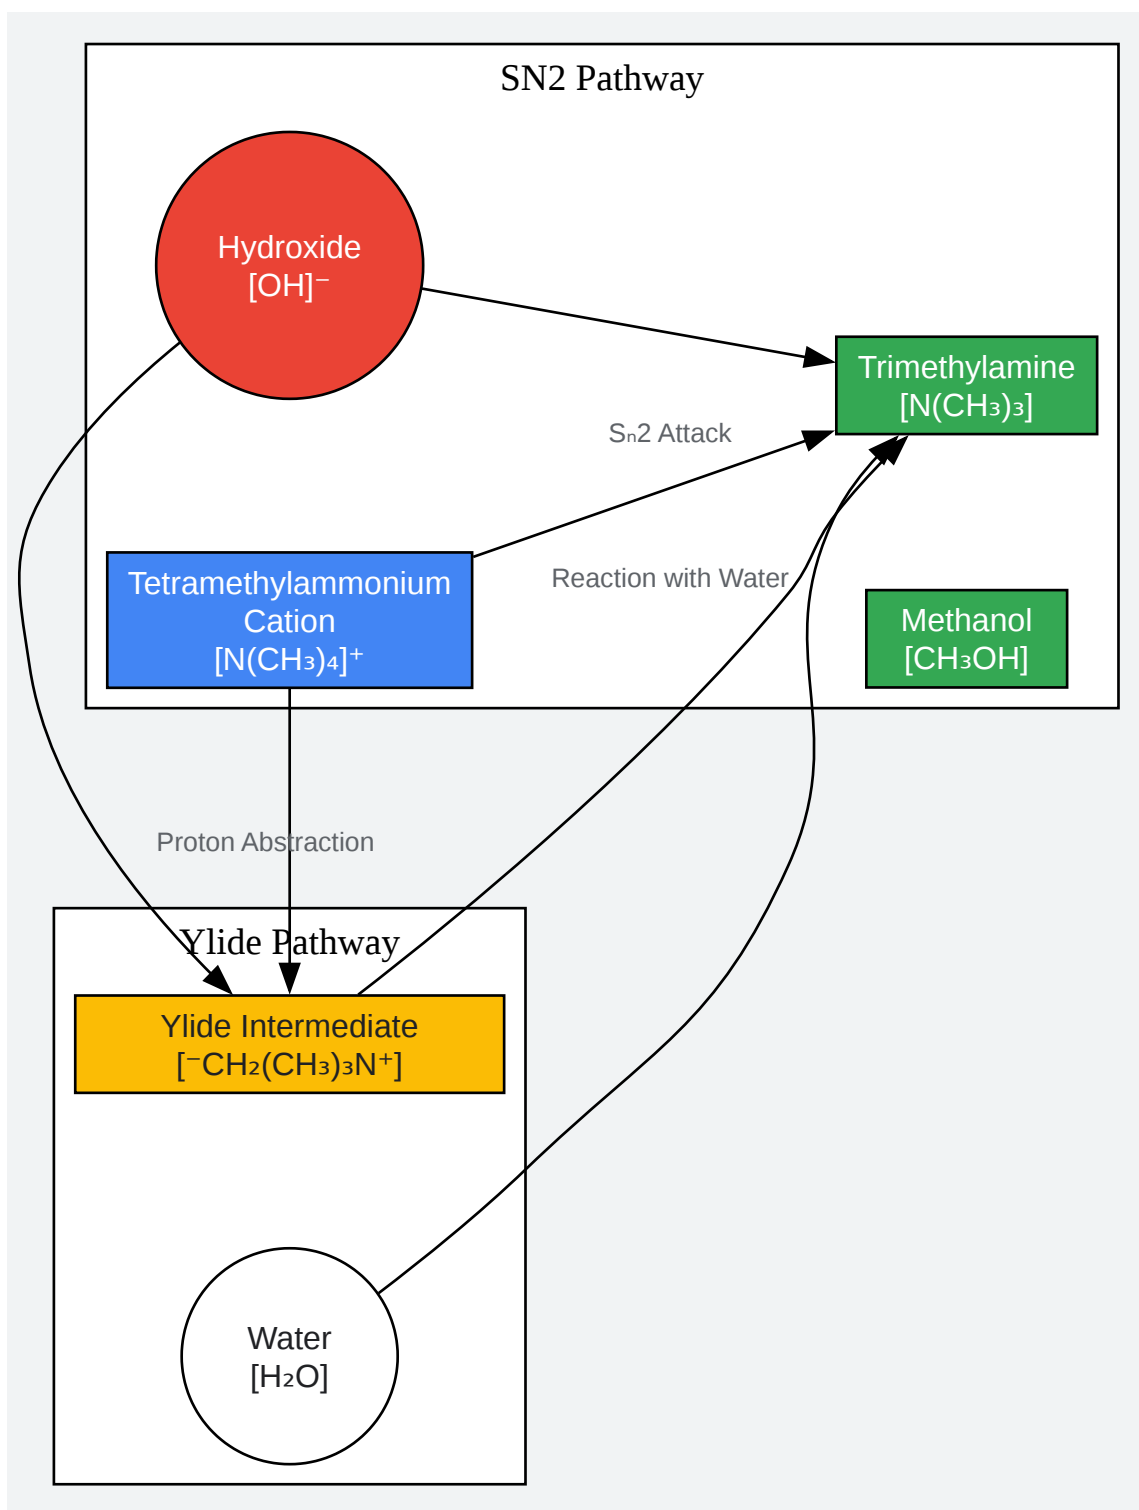 SN2 Pathway
Hydroxide
[OH]⁻
Trimethylamine
[N(CH₃)₃]
Sₙ2 Attack
Tetramethylammonium
Cation
[N(CH₃)₄]⁺
Reaction with Water
Methanol
[CH₃OH]
Proton Abstraction
Ylide Pathway
Ylide Intermediate
[⁻CH₂(CH₃)₃N⁺]
Water
[H₂O]